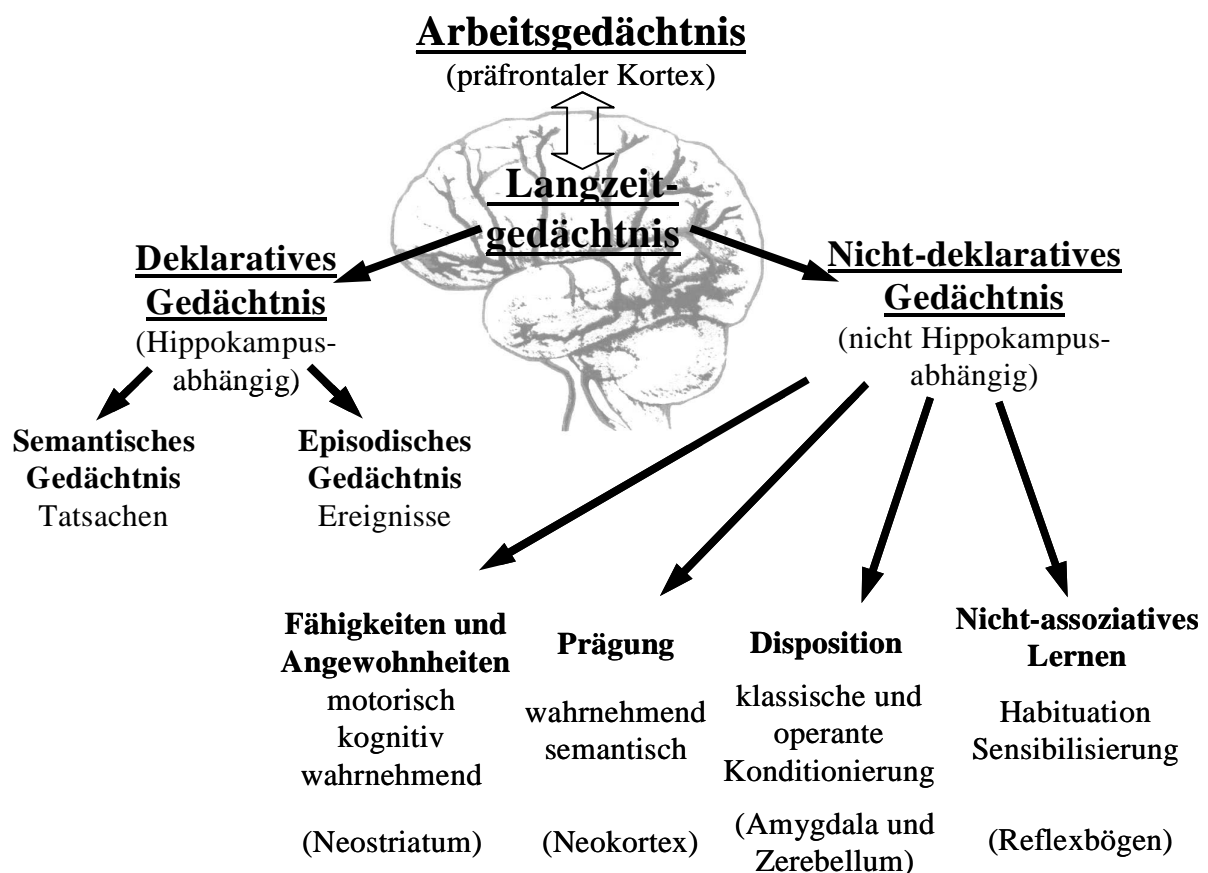 Arbeitsgedächtnis
(präfrontaler Kortex)
Langzeit-
gedächtnis
Deklaratives
Gedächtnis
(Hippokampus-
abhängig)
Nicht-deklaratives
Gedächtnis
(nicht Hippokampus-
abhängig)
Semantisches
Gedächtnis
Tatsachen
Episodisches
Gedächtnis
Ereignisse
Fähigkeiten und
Angewohnheiten
motorisch
kognitiv
wahrnehmend
(Neostriatum)
Prägung
wahrnehmend
semantisch
(Neokortex)
Disposition
klassische und
operante
Konditionierung
(Amygdala und
Zerebellum)
Nicht-assoziatives
Lernen
Habituation
Sensibilisierung
(Reflexbögen)